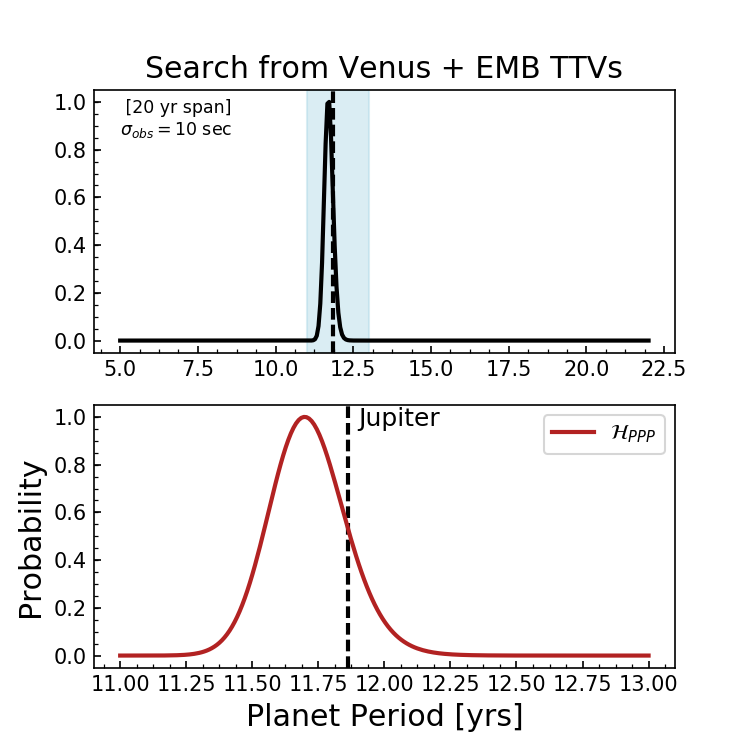 Search from Venus + EMB TTVs
[20 yr span]
σ_obs = 10 sec
1.0
0.8
0.6
0.4
0.2
0.0
5.0 7.5 10.0 12.5 15.0 17.5 20.0 22.5
Jupiter
ℋ_PPP
Probability
1.0
0.8
0.6
0.4
0.2
0.0
11.00 11.25 11.50 11.75 12.00 12.25 12.50 12.75 13.00
Planet Period [yrs]